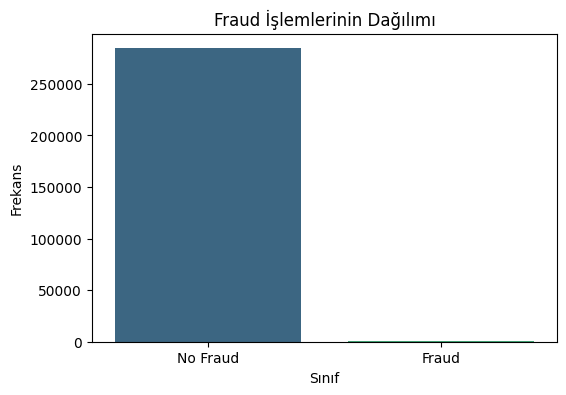 Fraud İşlemlerinin Dağılımı
Frekans
250000
200000
150000
100000
50000
0
No Fraud
Fraud
Sınıf